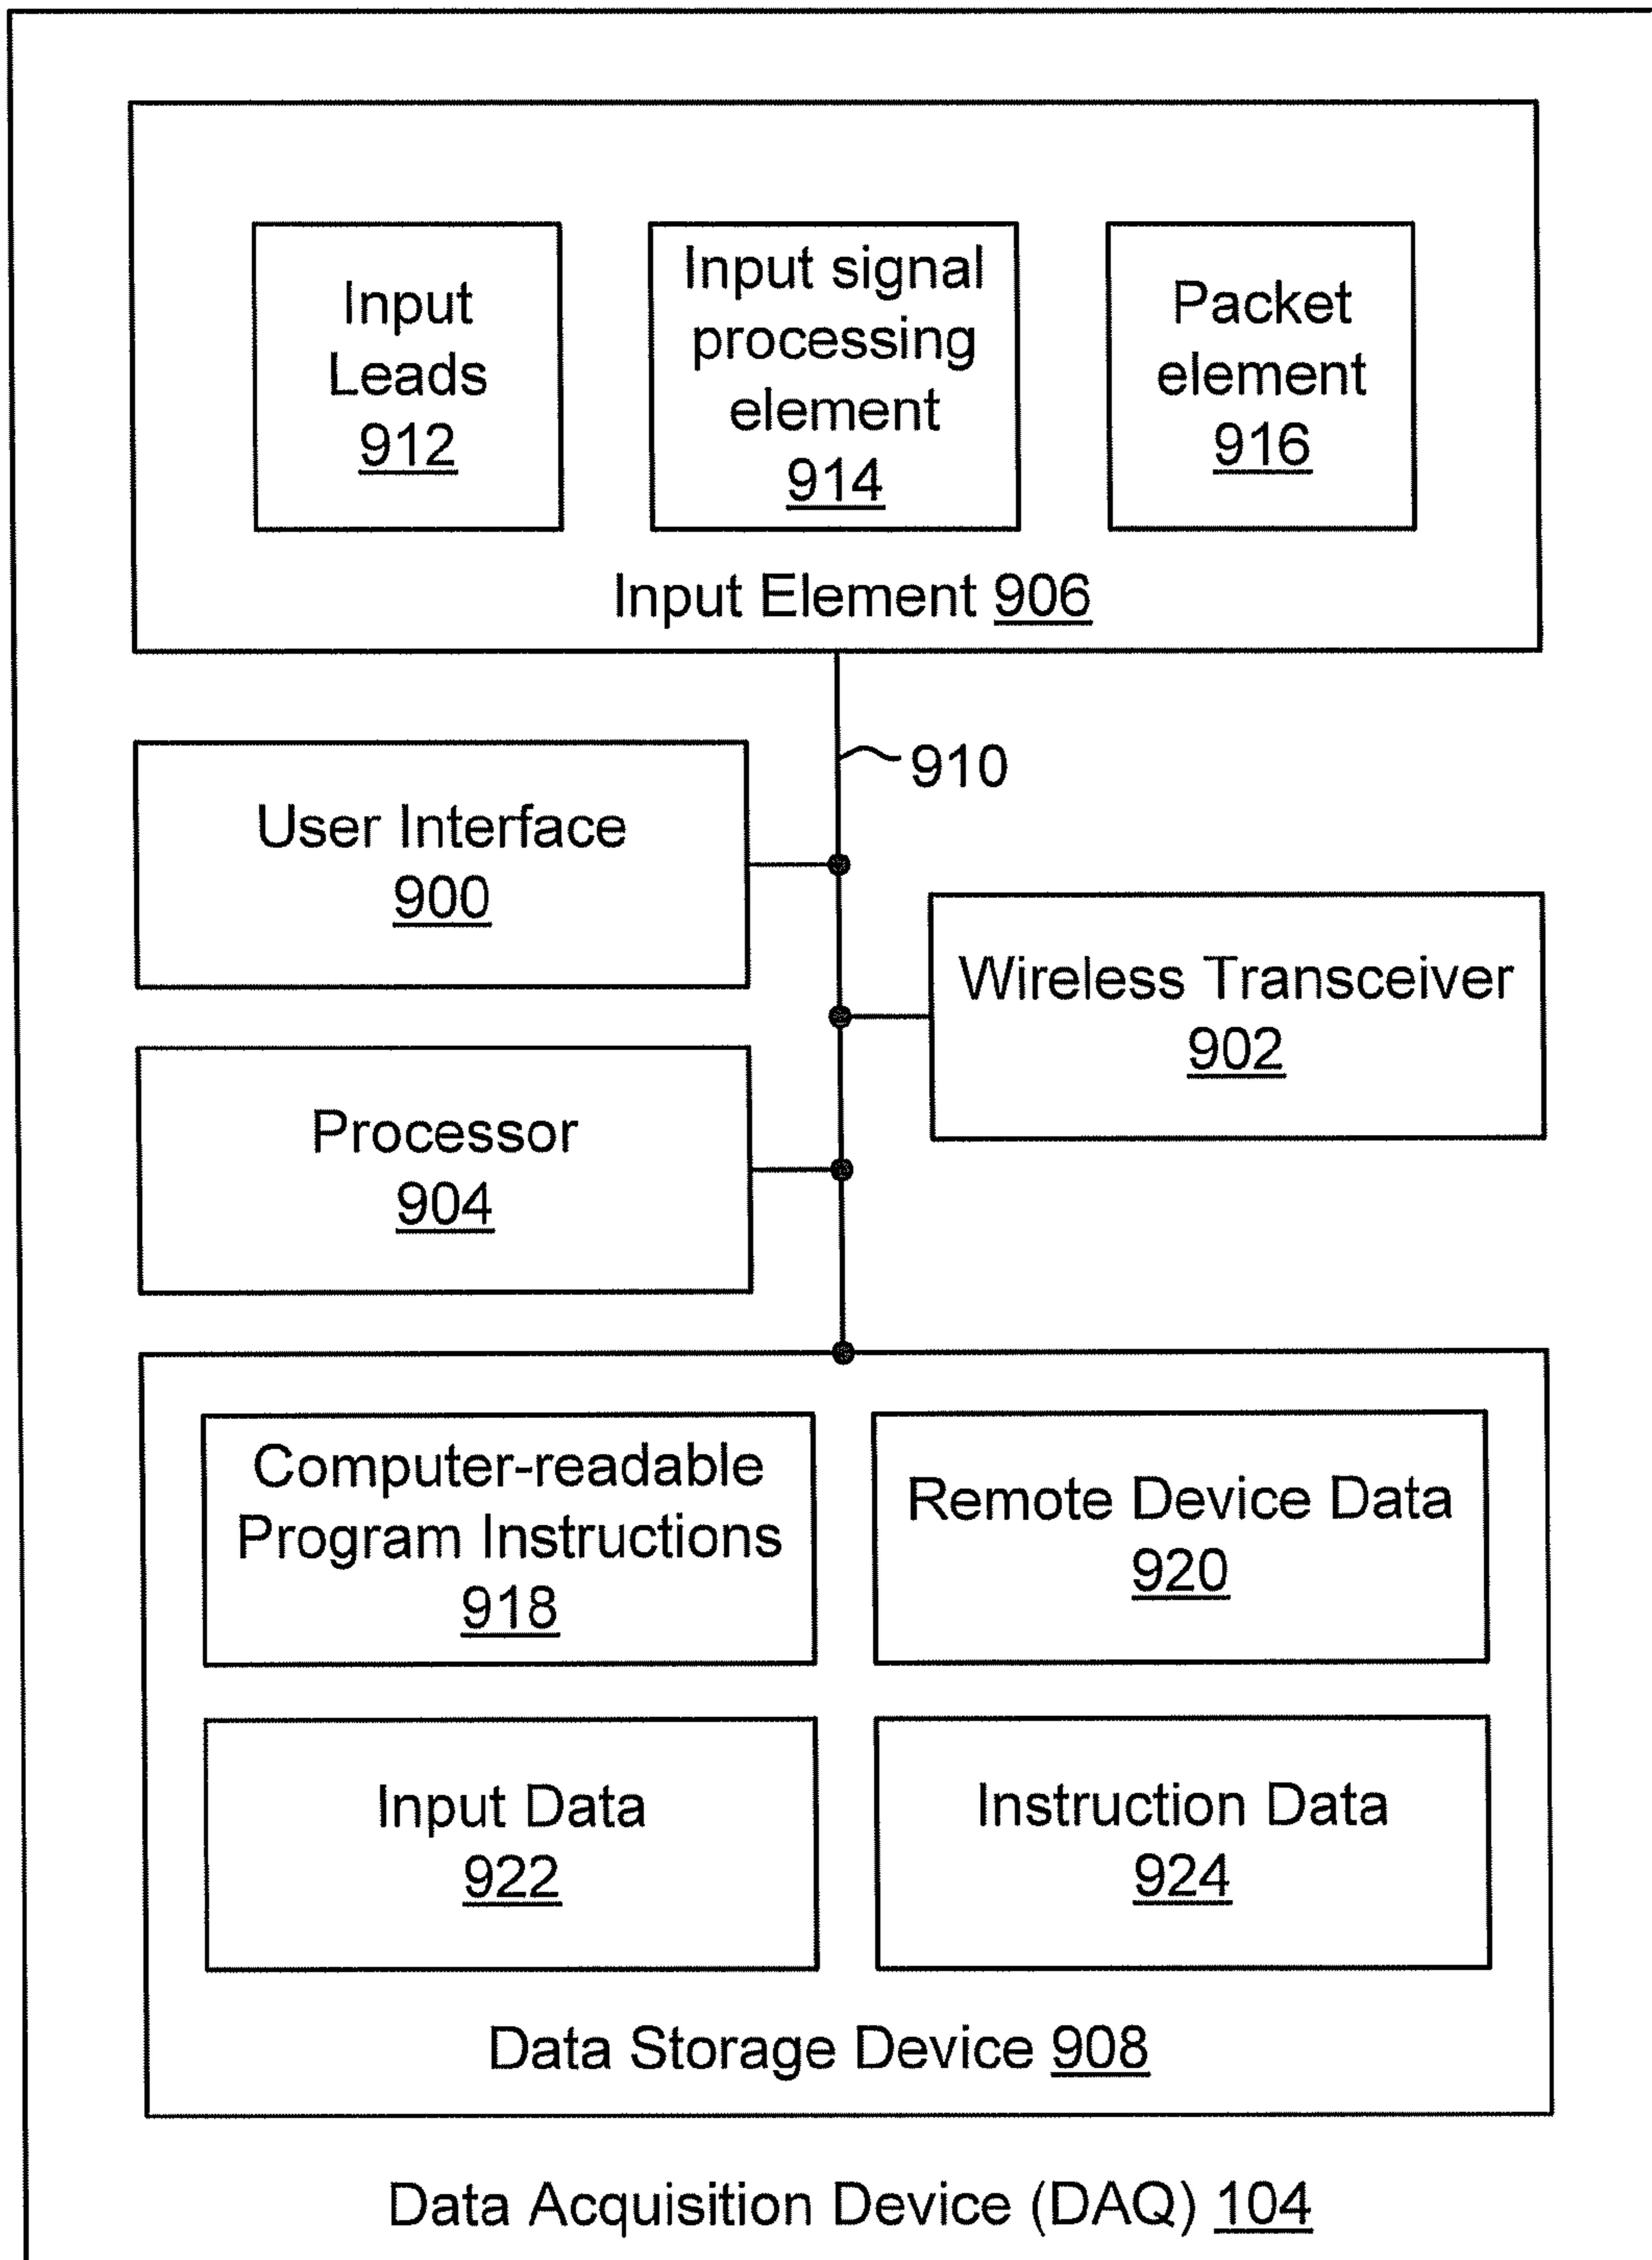 Input
Leads
912
Input signal
processing
element
914
Packet
element
916
Input Element 906
910
User Interface
900
Wireless Transceiver
902
Processor
904
Computer-readable
Program Instructions
918
Remote Device Data
920
Input Data
922
Instruction Data
924
Data Storage Device 908
Data Acquisition Device (DAQ) 104